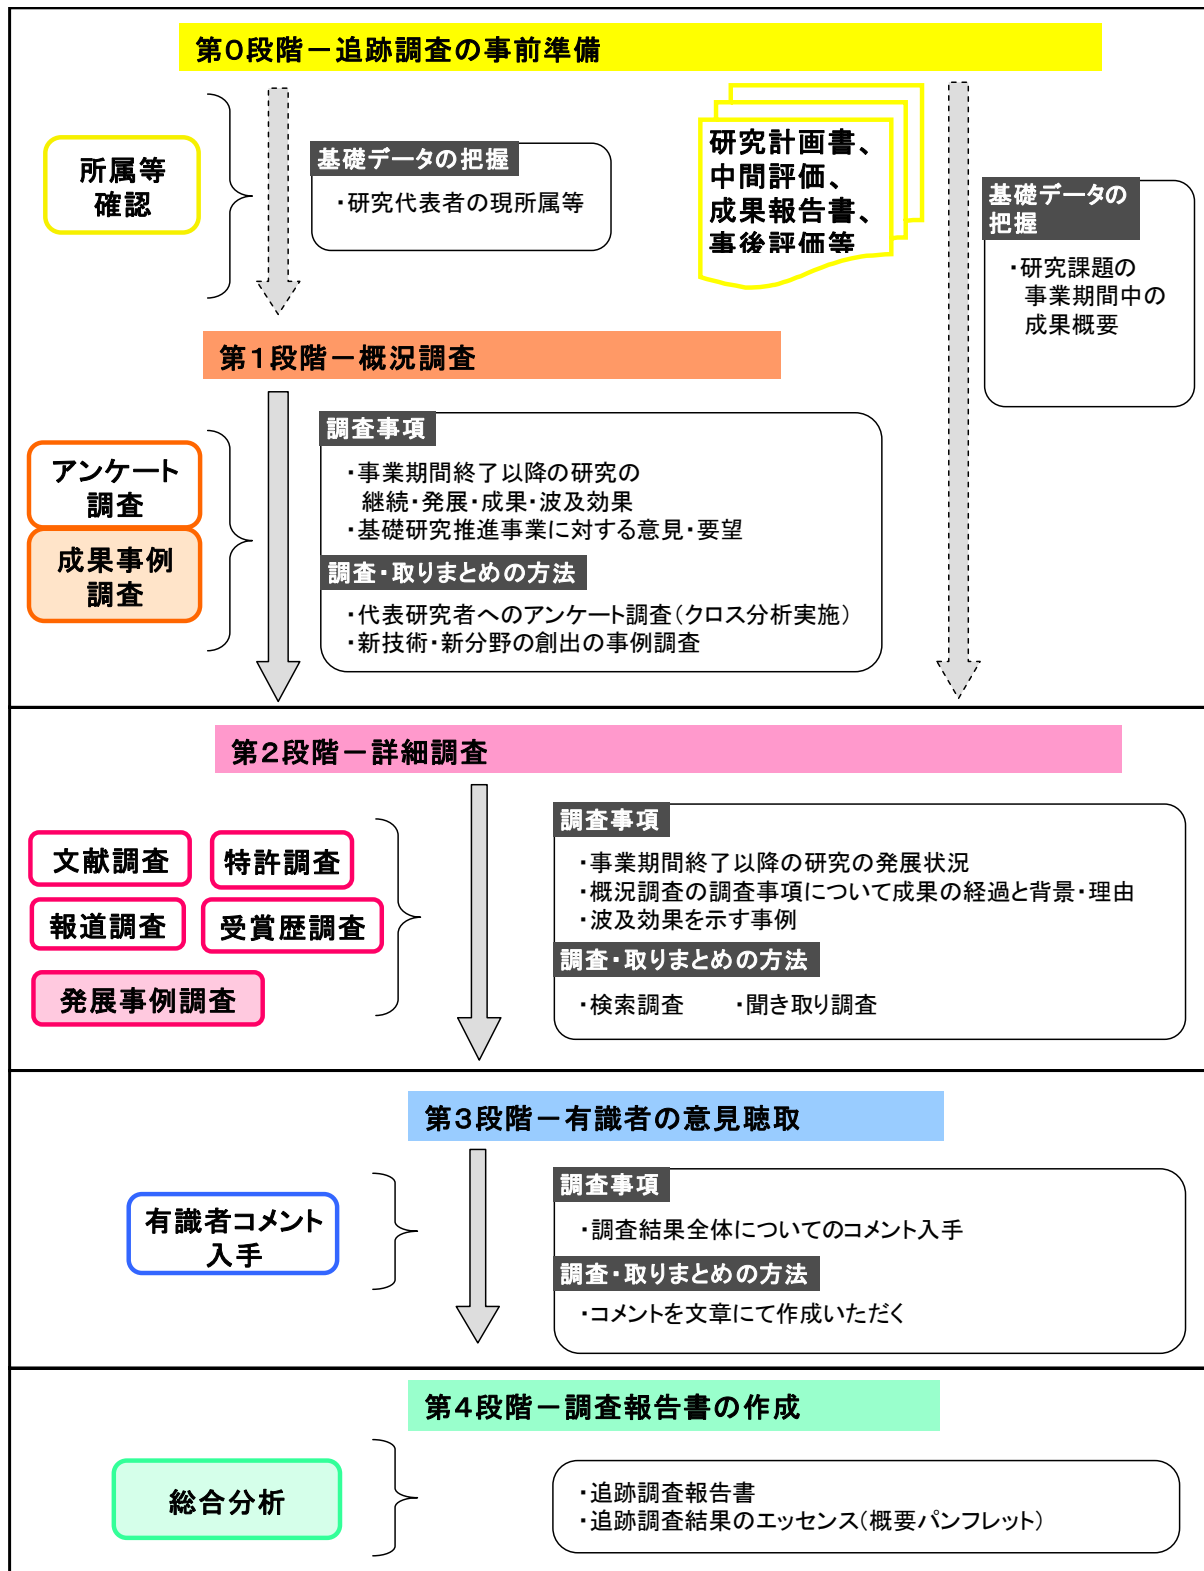 第０段階－追跡調査の事前準備
所属等
確認
基礎データの把握
・研究代表者の現所属等
研究計画書、
中間評価、
成果報告書、
事後評価等
基礎データの
把握
・研究課題の
事業期間中の
成果概要
第１段階－概況調査
アンケート
調査
成果事例
調査
調査事項
・事業期間終了以降の研究の
継続・発展・成果・波及効果
・基礎研究推進事業に対する意見・要望
調査・取りまとめの方法
・代表研究者へのアンケート調査（クロス分析実施）
・新技術・新分野の創出の事例調査
第２段階－詳細調査
文献調査
特許調査
報道調査
受賞歴調査
発展事例調査
調査事項
・事業期間終了以降の研究の発展状況
・概況調査の調査事項について成果の経過と背景・理由
・波及効果を示す事例
調査・取りまとめの方法
・検索調査　・聞き取り調査
第３段階－有識者の意見聴取
有識者コメント
入手
調査事項
・調査結果全体についてのコメント入手
調査・取りまとめの方法
・コメントを文章にて作成いただく
第４段階－調査報告書の作成
総合分析
・追跡調査報告書
・追跡調査結果のエッセンス（概要パンフレット）